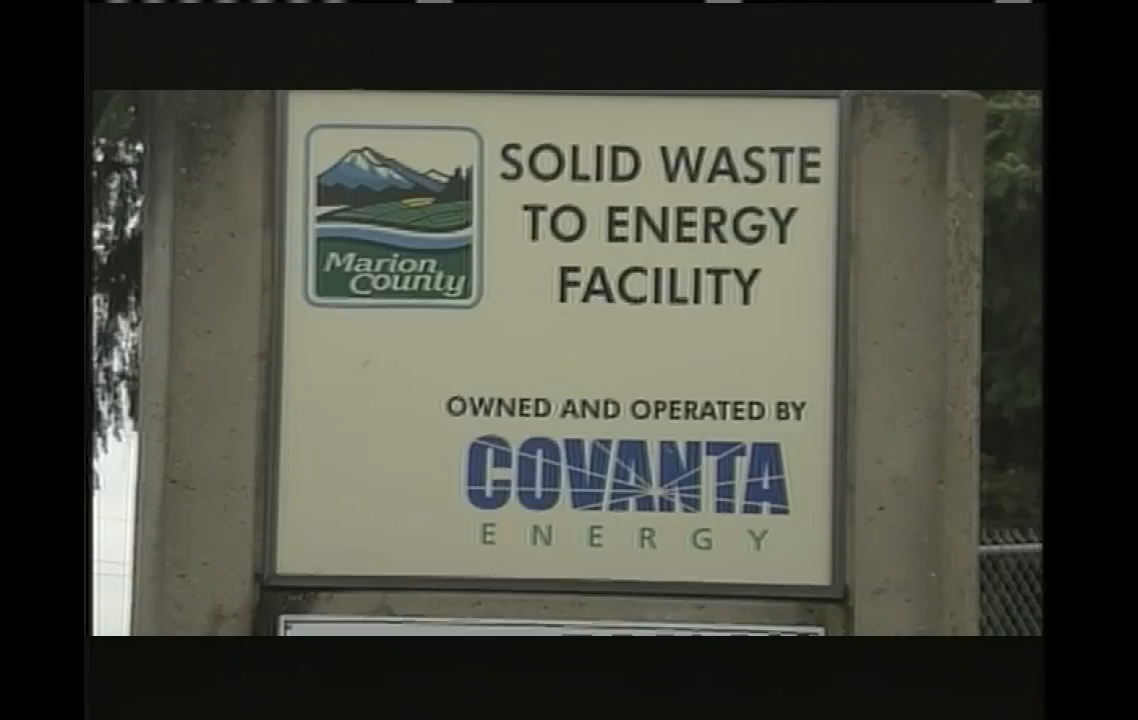 Marion
County
SOLID WASTE
TO ENERGY
FACILITY
OWNED AND OPERATED BY
COVANTA
ENERGY